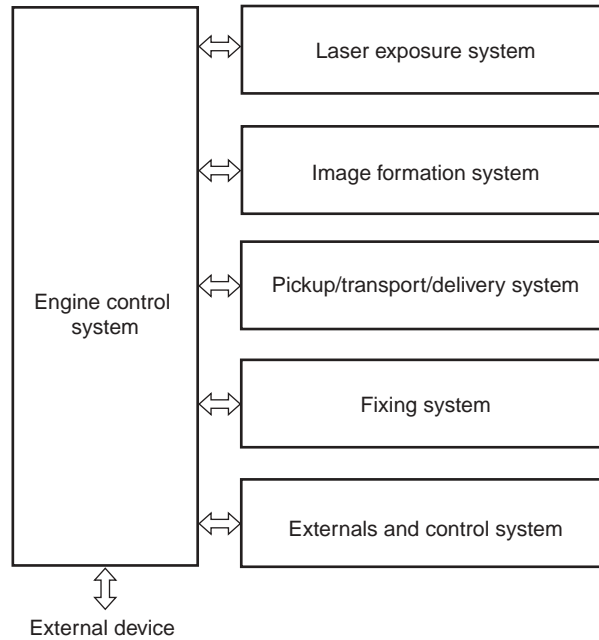 Laser exposure system
Image formation system
Pickup/transport/delivery system
Engine control
system
Fixing system
Externals and control system
External device